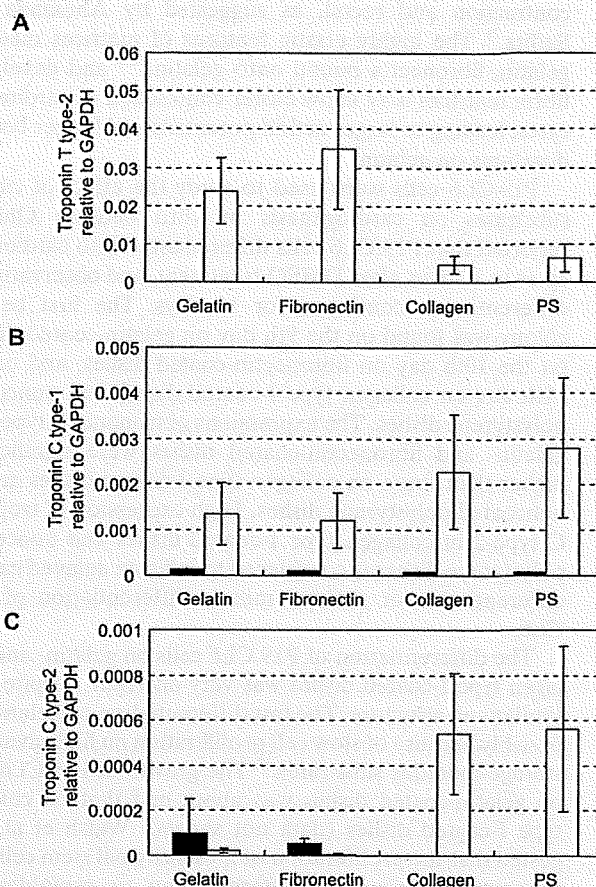 A
Troponin T type-2
relative to GAPDH
0.06
0.05
0.04
0.03
0.02
0.01
0
Gelatin Fibronectin Collagen PS
B
Troponin C type-1
relative to GAPDH
0.005
0.004
0.003
0.002
0.001
0
Gelatin Fibronectin Collagen PS
C
Troponin C type-2
relative to GAPDH
0.001
0.0008
0.0006
0.0004
0.0002
0
Gelatin Fibronectin Collagen PS